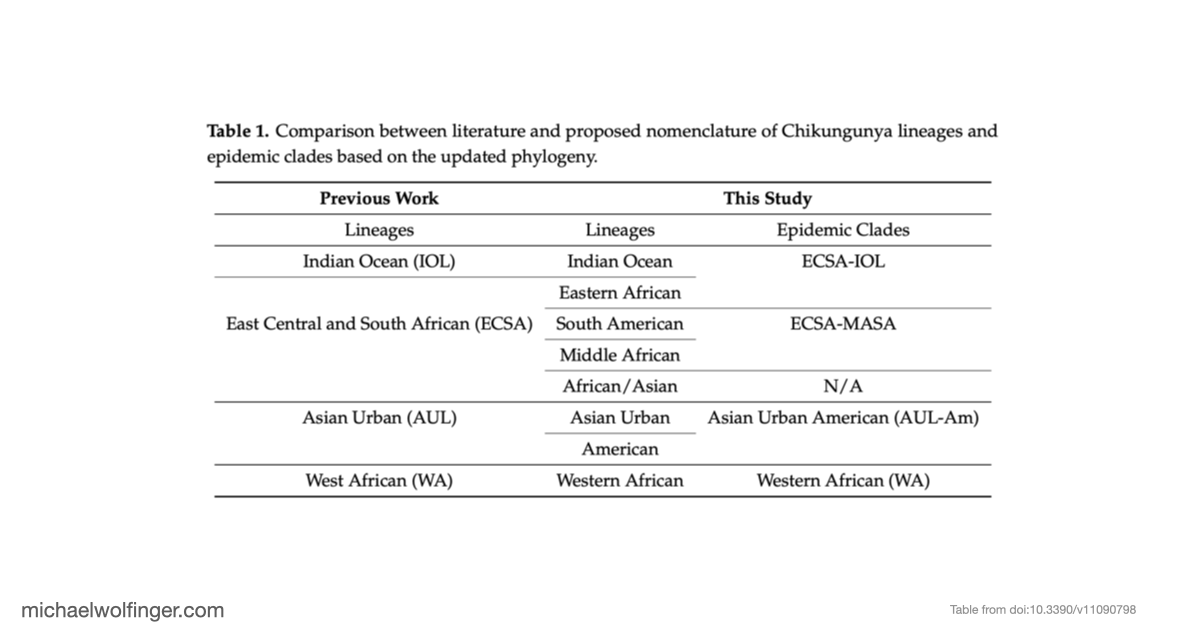 Table 1. Comparison between literature and proposed nomenclature of Chikungunya lineages and
epidemic clades based on the updated phylogeny.
Previous Work This Study
Lineages Lineages Epidemic Clades
Indian Ocean (IOL) Indian Ocean ECSA-IOL
Eastern African
East Central and South African (ECSA) South American ECSA-MASA
Middle African
African/Asian N/A
Asian Urban (AUL) Asian Urban Asian Urban American (AUL-Am)
American
West African (WA) Western African Western African (WA)
michaelwolfinger.com Table from doi:10.3390/v11090798